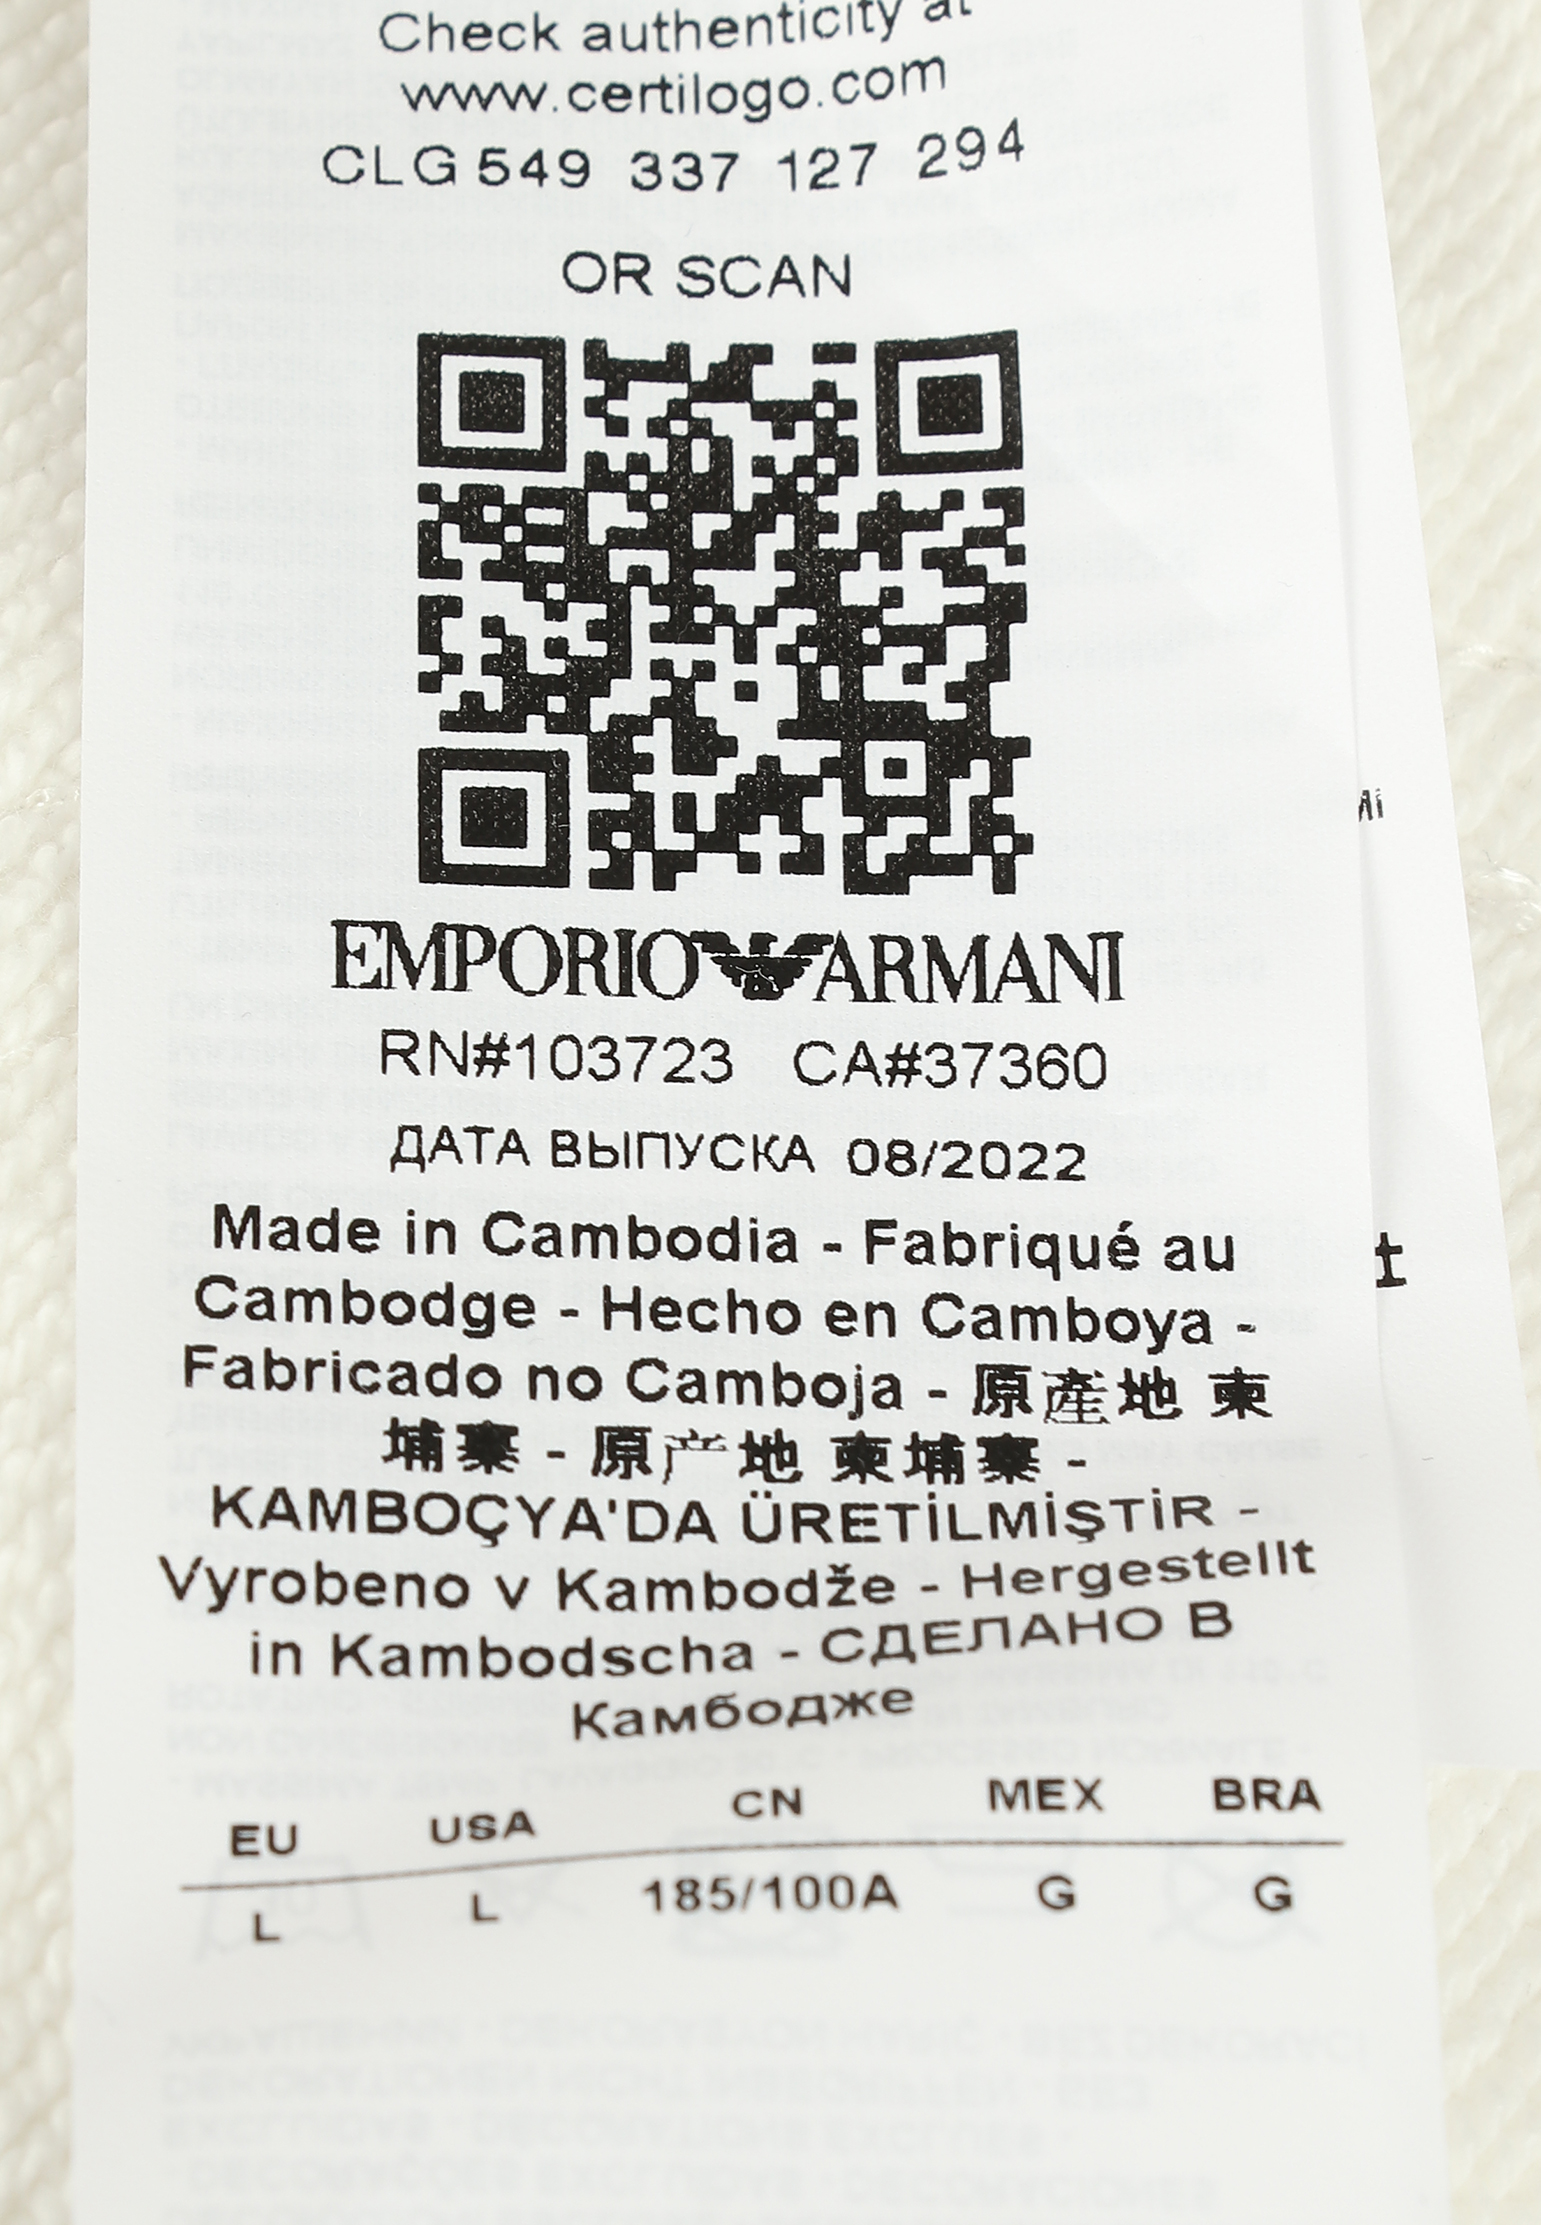 Check authenticity at
www.certilogo.com
CLG 549 337 127 294
OR SCAN
EMPORIO ARMANI
RN#103723 CA#37360
ДАТА ВЫПУСКА 08/2022
Made in Cambodia - Fabriqué au
Cambodge - Hecho en Camboya -
Fabricado no Camboja - 原產地 柬
埔寨 - 原产地 柬埔寨 -
KAMBOÇYA'DA ÜRETİLMİŞTİR -
Vyrobeno v Kambodže - Hergestellt
in Kambodscha - СДЕЛАНО В
Камбодже
EU USA CN MEX BRA
L L 185/100A G G